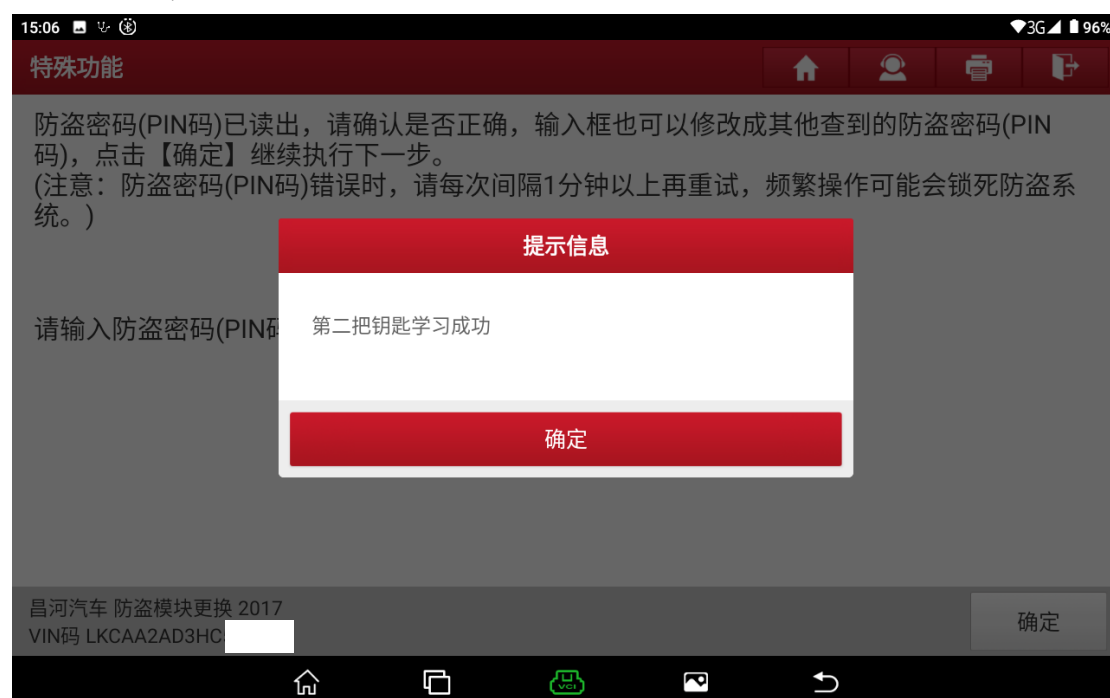 15:06
3G 96%
特殊功能
防盗密码(PIN码)已读出，请确认是否正确，输入框也可以修改成其他查到的防盗密码(PIN
码)，点击【确定】继续执行下一步。
(注意：防盗密码(PIN码)错误时，请每次间隔1分钟以上再重试，频繁操作可能会锁死防盗系
统。)
提示信息
请输入防盗密码(PIN码
第二把钥匙学习成功
确定
昌河汽车 防盗模块更换 2017
VIN码 LKCAA2AD3HC
确定
VCI